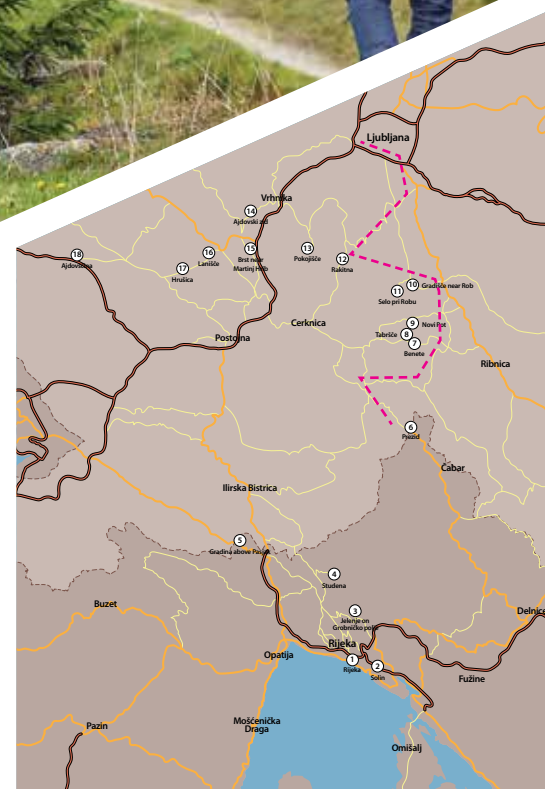 Ljubljana
Vrhnika
14
Ajdovski zid
18
Ajdovščina
16
Lanišče
15
Brst near
Martinj Hrib
13
Pokojišče
12
Rakitna
17
Hrušica
10
Gradišče near Rob
11
Selo pri Robu
Cerknica
9
Novi Pot
Tabršče
8
7
Benete
Postojna
Ribnica
6
Prezid
Čabar
Ilirska Bistrica
5
Gradina above Pasjak
4
Studena
Buzet
3
Jelenje on
Grobničko polje
Delnice
Rijeka
Opatija
1
Rijeka
2
Solin
Fužine
Mošćenička
Draga
Pazin
Omišalj